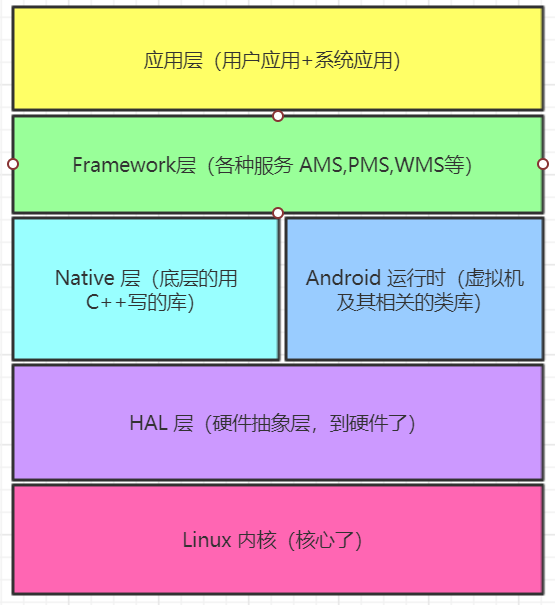 应用层（用户应用+系统应用）
Framework层（各种服务 AMS,PMS,WMS等）
Native 层（底层的用
C++写的库）
Android 运行时（虚拟机
及其相关的类库）
HAL 层（硬件抽象层，到硬件了）
Linux 内核（核心了）